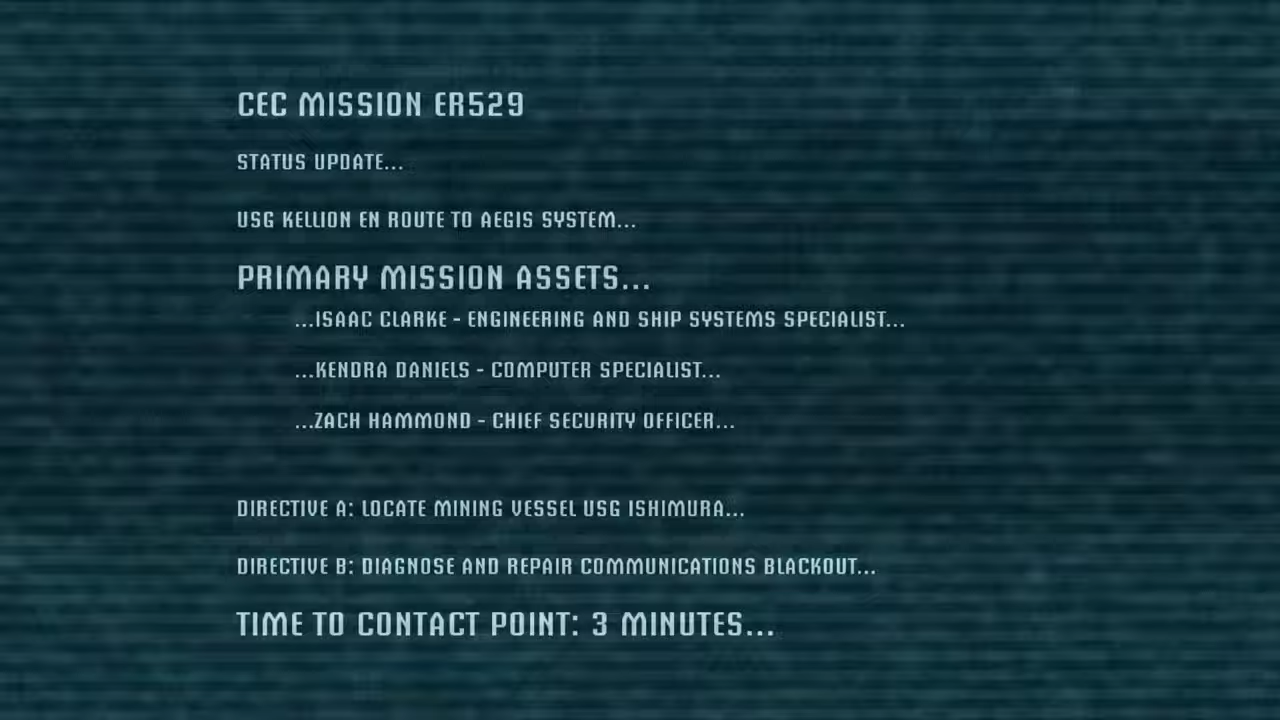 CEC MISSION ER529
STATUS UPDATE...
USG KELLION EN ROUTE TO AEGIS SYSTEM...
PRIMARY MISSION ASSETS...
...ISAAC CLARKE - ENGINEERING AND SHIP SYSTEMS SPECIALIST...
...KENDRA DANIELS - COMPUTER SPECIALIST...
...ZACH HAMMOND - CHIEF SECURITY OFFICER...
DIRECTIVE A: LOCATE MINING VESSEL USG ISHIMURA...
DIRECTIVE B: DIAGNOSE AND REPAIR COMMUNICATIONS BLACKOUT...
TIME TO CONTACT POINT: 3 MINUTES...